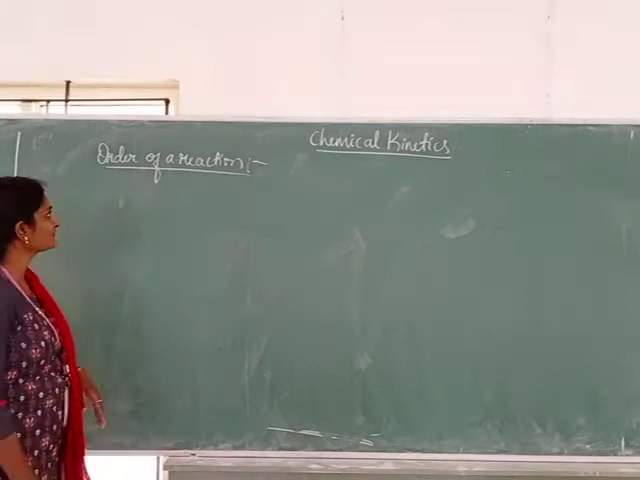 Chemical Kinetics
Order of a reaction :-